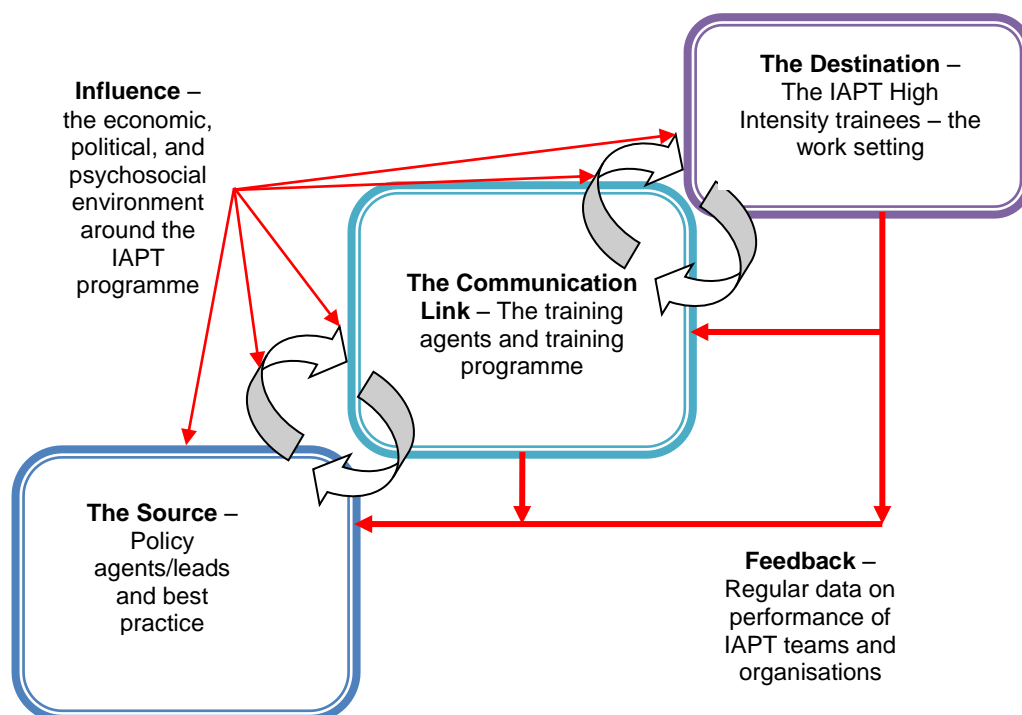 Influence –
the economic,
political, and
psychosocial
environment
around the
IAPT
programme
The Destination –
The IAPT High
Intensity trainees – the
work setting
The Communication
Link – The training
agents and training
programme
The Source –
Policy
agents/leads
and best
practice
Feedback –
Regular data on
performance of
IAPT teams and
organisations